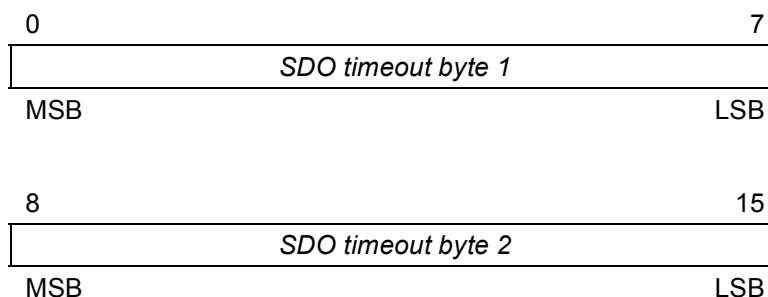 0 7
SDO timeout byte 1
MSB LSB
8 15
SDO timeout byte 2
MSB LSB